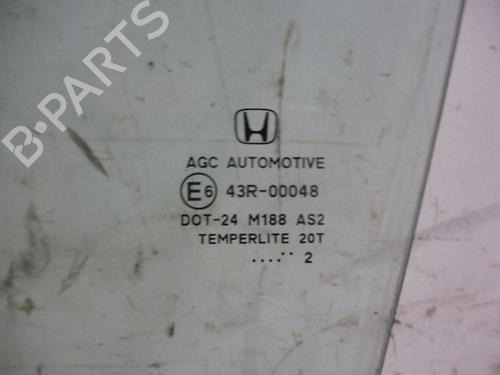 B-PARTS
AGC AUTOMOTIVE
E6 43R-00048
DOT-24 M188 AS2
TEMPERLITE 20T
....¨ 2